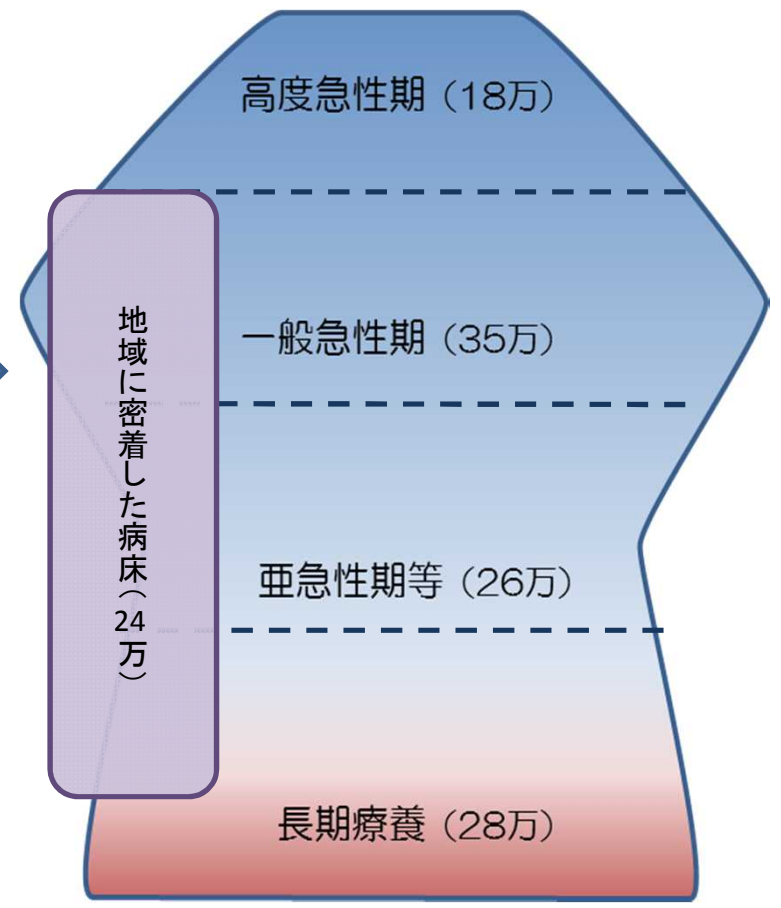 高度急性期（18万）
地域に密着した病床（24万）
一般急性期（35万）
亜急性期等（26万）
長期療養（28万）